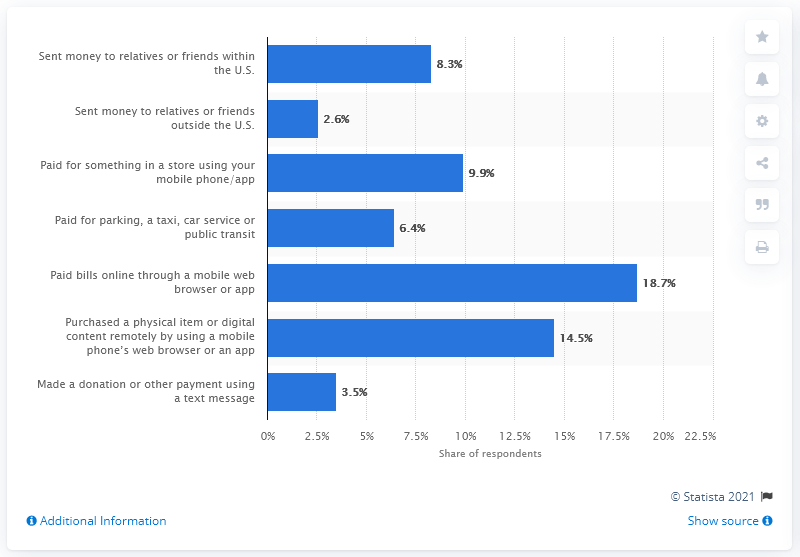 Sent money to relatives or friends within
the U.S.
8.3%
Sent money to relatives or friends
outside the U.S.
2.6%
Paid for something in a store using your
mobile phone/app
9.9%
Paid for parking, a taxi, car service or
public transit
6.4%
Paid bills online through a mobile web
browser or app
18.7%
Purchased a physical item or digital
content remotely by using a mobile
phone's web browser or an app
14.5%
Made a donation or other payment using
a text message
3.5%
0% 2.5% 5% 7.5% 10% 12.5% 15% 17.5% 20% 22.5%
Share of respondents
© Statista 2021
Additional Information
Show source